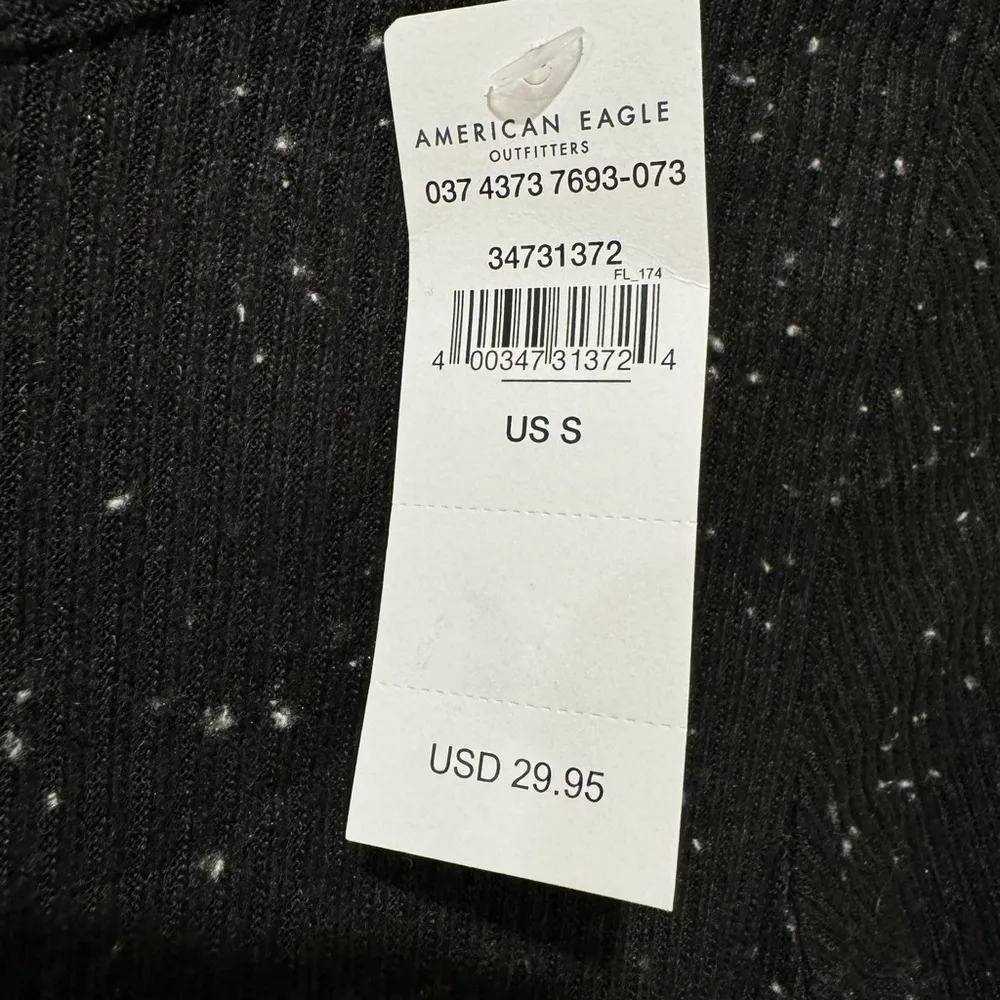 AMERICAN EAGLE
OUTFITTERS
037 4373 7693-073
34731372
FL_174
4 00347 31372 4
US S
USD 29.95